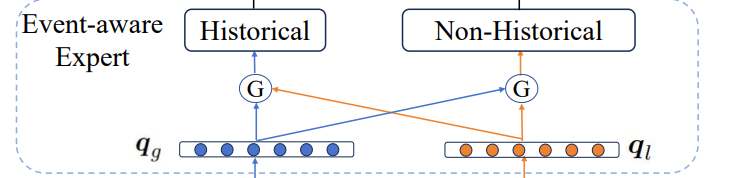 Event-aware
Expert
Historical
Non-Historical
G
G
q_g
q_l